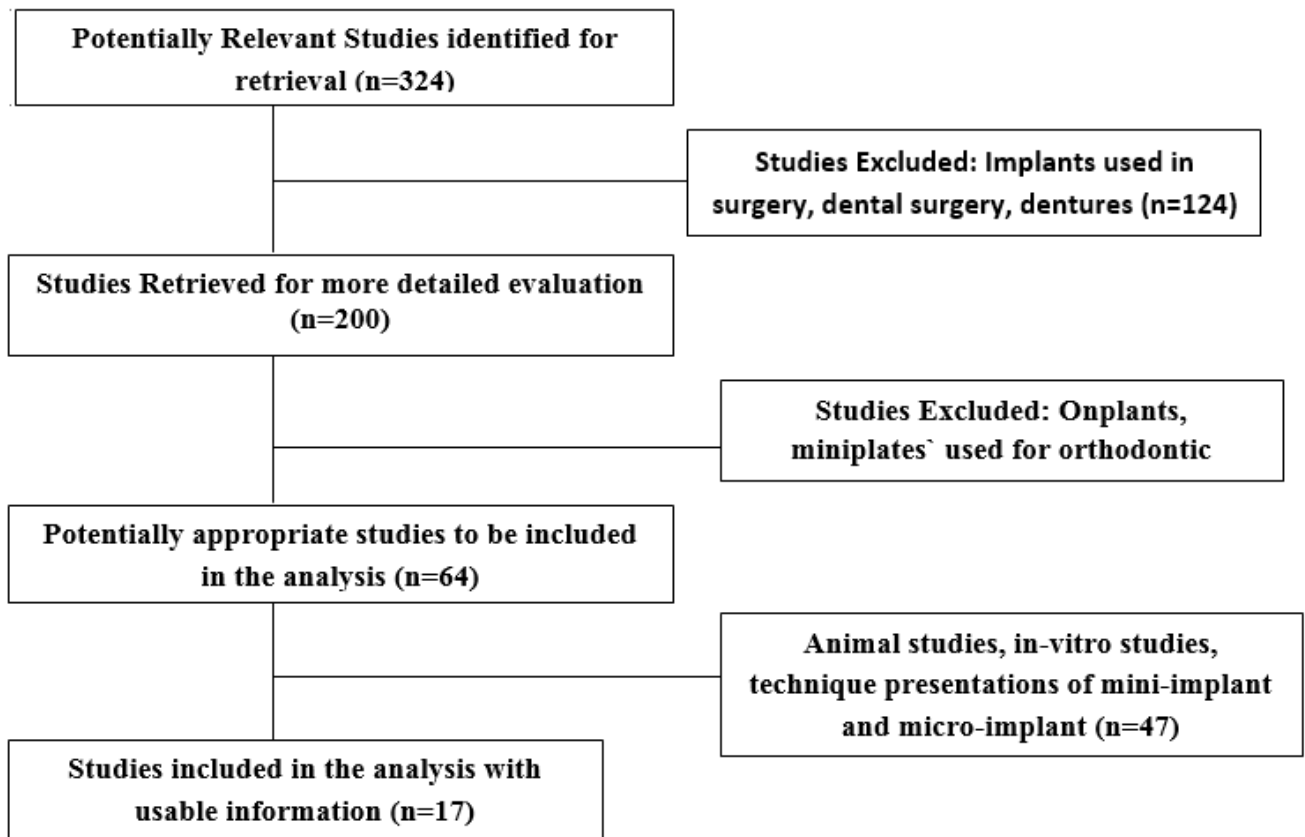 Potentially Relevant Studies identified for
retrieval (n=324)
Studies Excluded: Implants used in
surgery, dental surgery, dentures (n=124)
Studies Retrieved for more detailed evaluation
(n=200)
Studies Excluded: Onplants,
miniplates` used for orthodontic
Potentially appropriate studies to be included
in the analysis (n=64)
Animal studies, in-vitro studies,
technique presentations of mini-implant
and micro-implant (n=47)
Studies included in the analysis with
usable information (n=17)